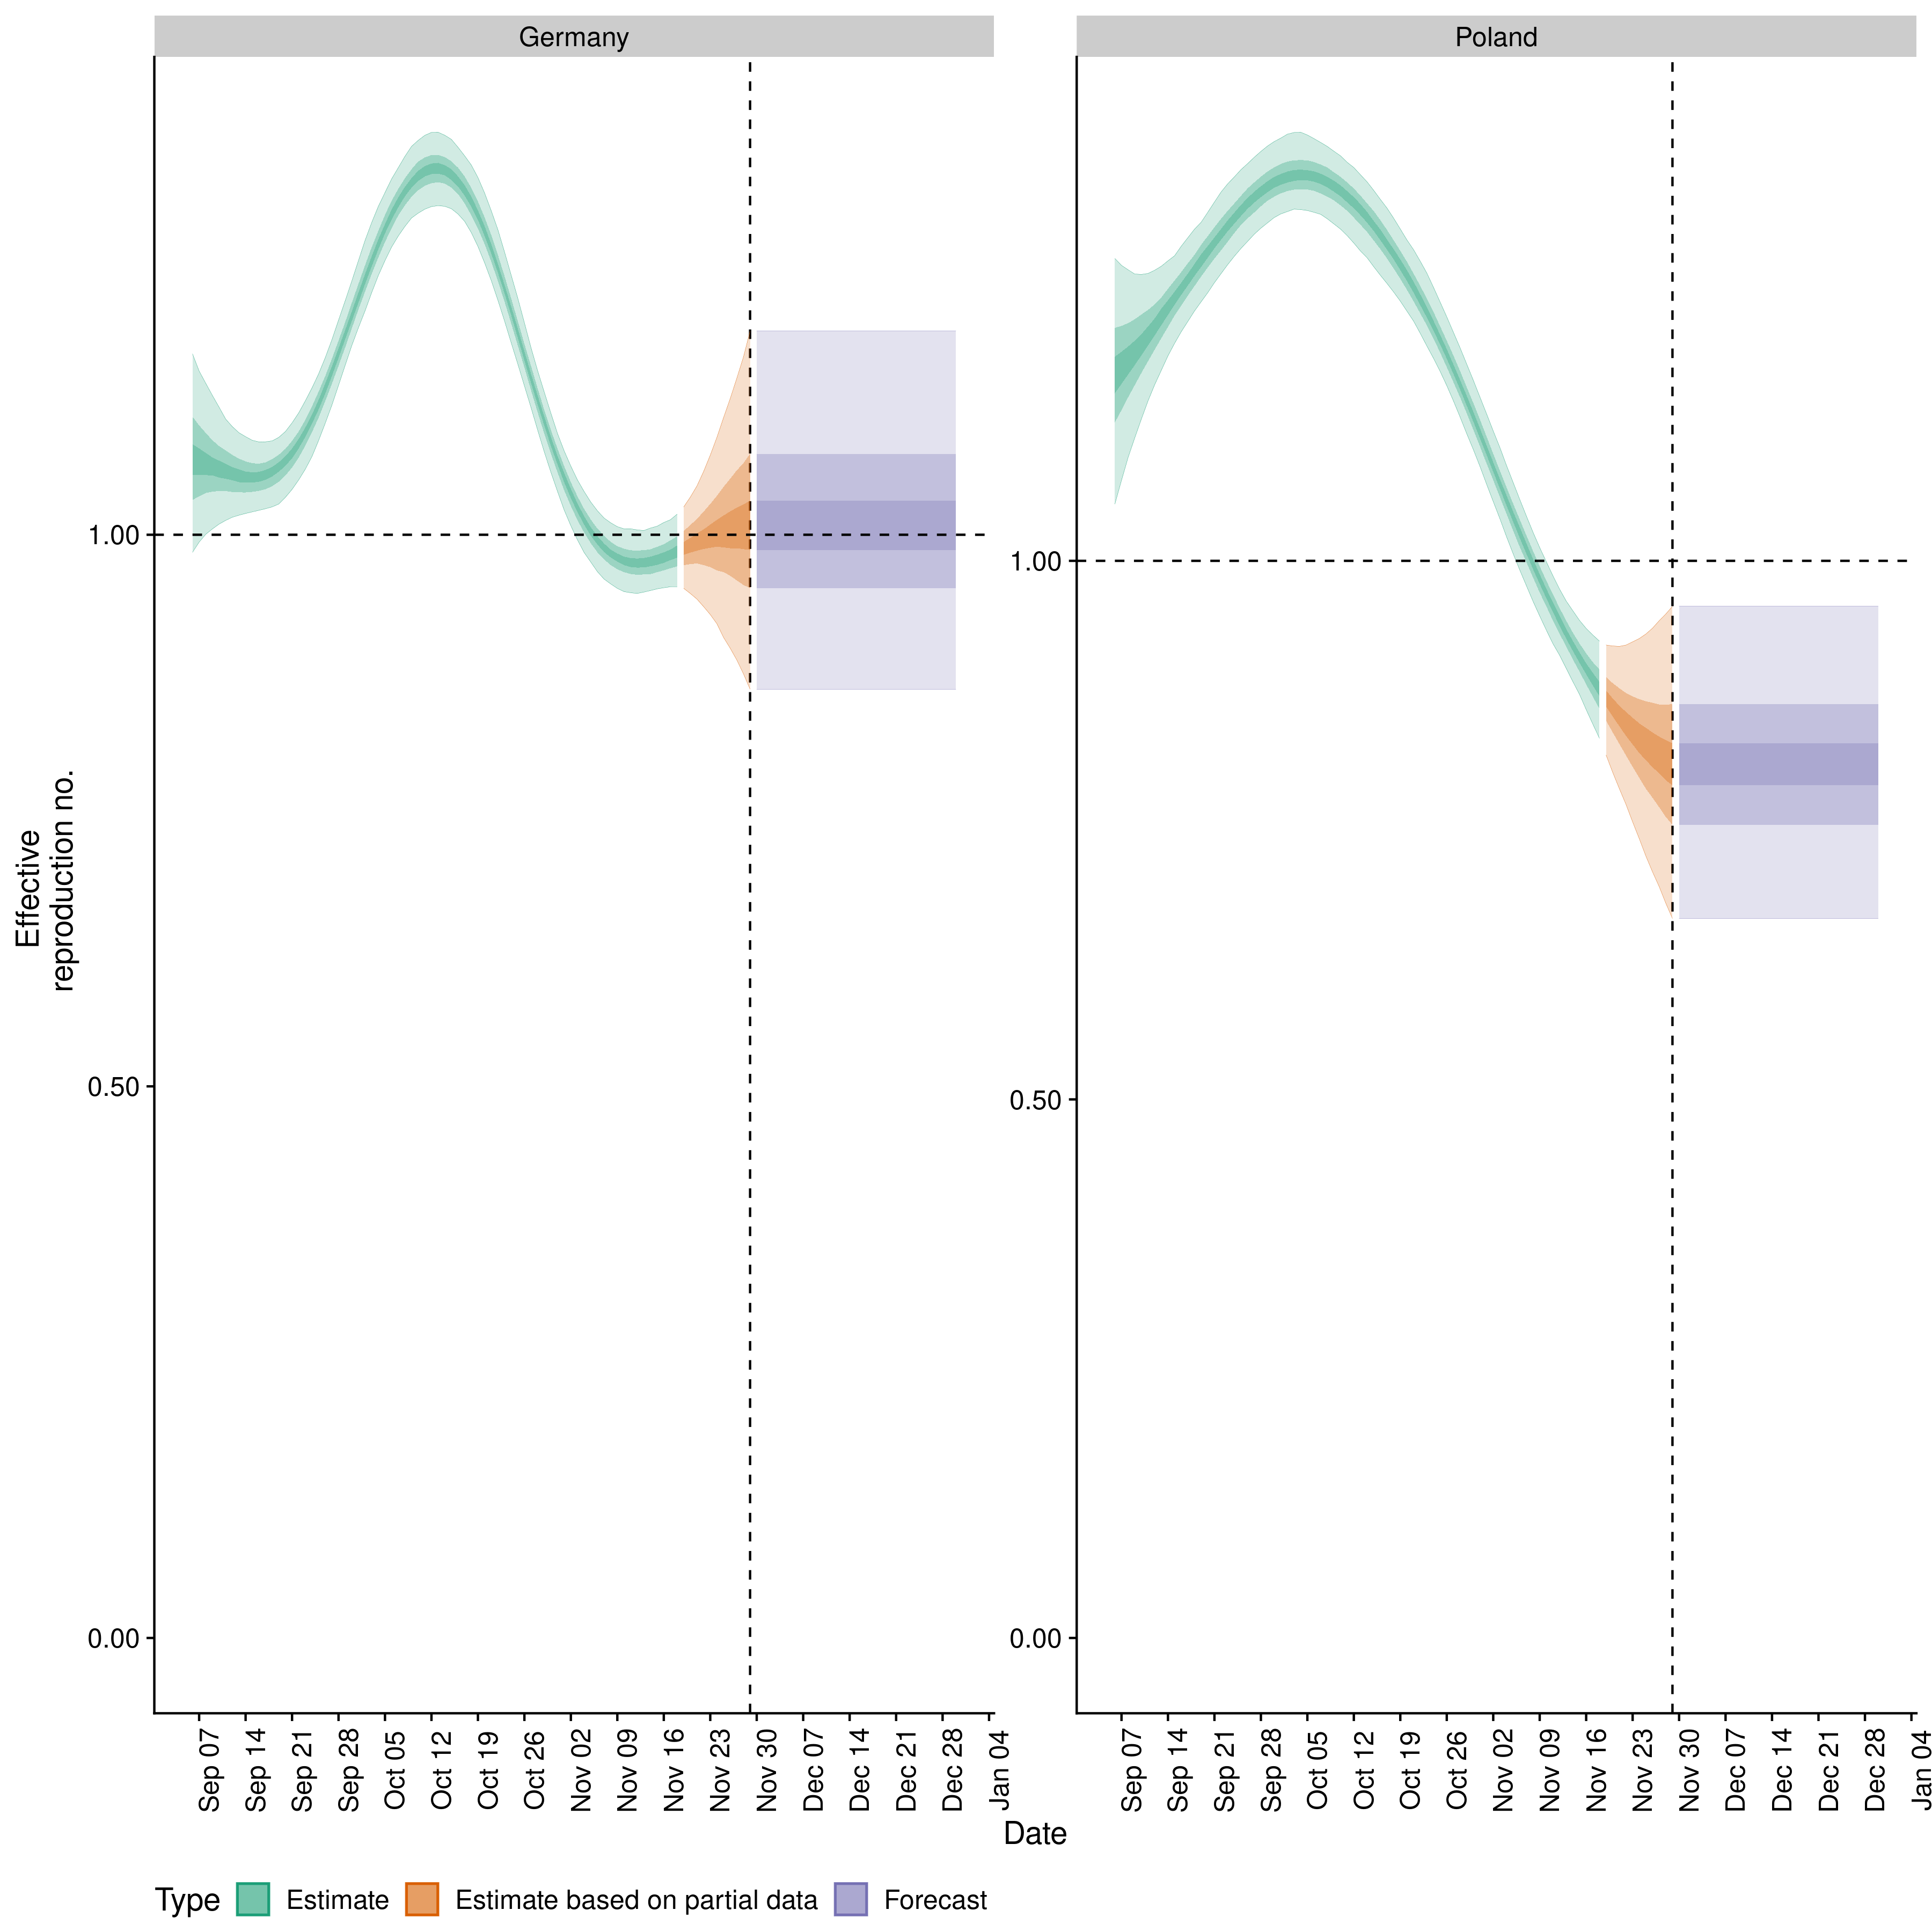 Germany
Poland
Effective
reproduction no.
1.00
0.50
0.00
1.00
0.50
0.00
Sep 07
Sep 14
Sep 21
Sep 28
Oct 05
Oct 12
Oct 19
Oct 26
Nov 02
Nov 09
Nov 16
Nov 23
Nov 30
Dec 07
Dec 14
Dec 21
Dec 28
Jan 04
Sep 07
Sep 14
Sep 21
Sep 28
Oct 05
Oct 12
Oct 19
Oct 26
Nov 02
Nov 09
Nov 16
Nov 23
Nov 30
Dec 07
Dec 14
Dec 21
Dec 28
Jan 04
Date
Type Estimate Estimate based on partial data Forecast